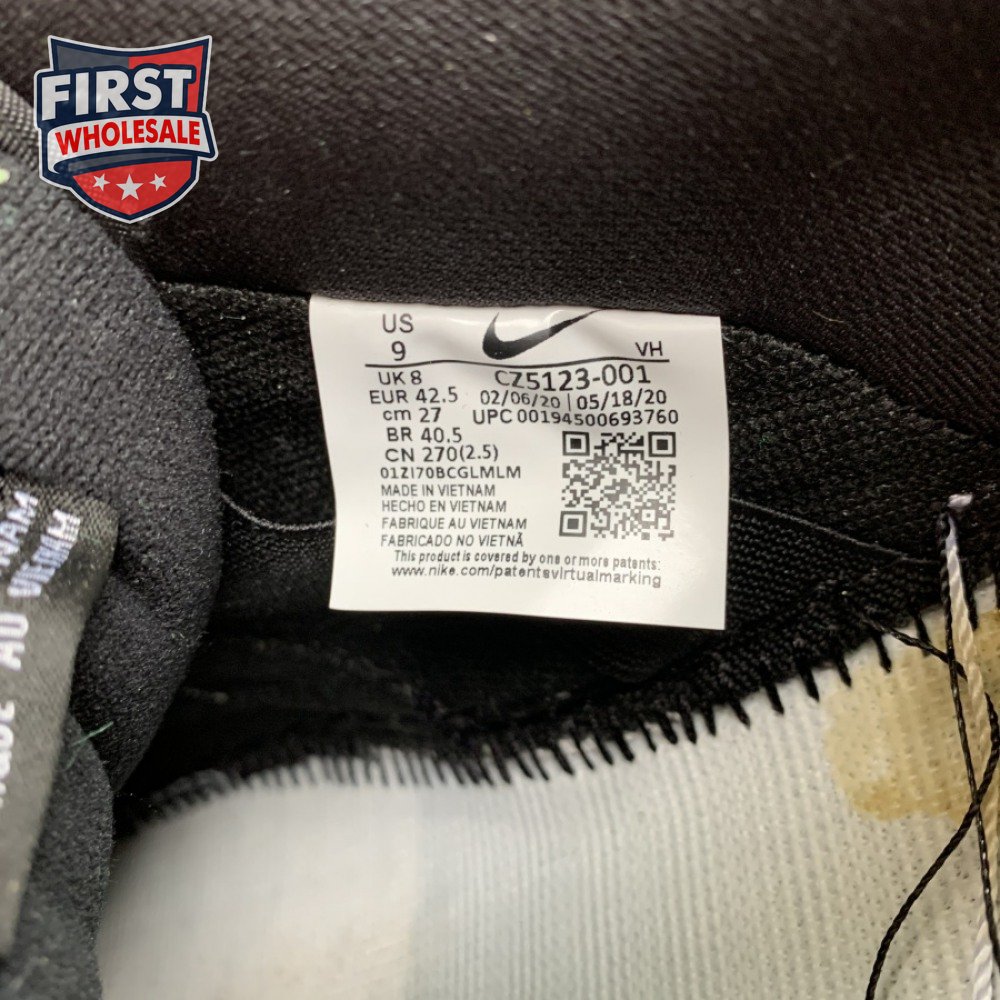 FIRST
WHOLESALE
US
9
VH
UK 8
CZ5123-001
EUR 42.5
02/06/20 | 05/18/20
cm 27
UPC 00194500693760
BR 40.5
CN 270(2.5)
01ZI70BCGLMLM
MADE IN VIETNAM
HECHO EN VIETNAM
FABRIQUE AU VIETNAM
FABRICADO NO VIETNÃ
This product is covered by one or more patents:
www.nike.com/patentsvirtualmarking
AU